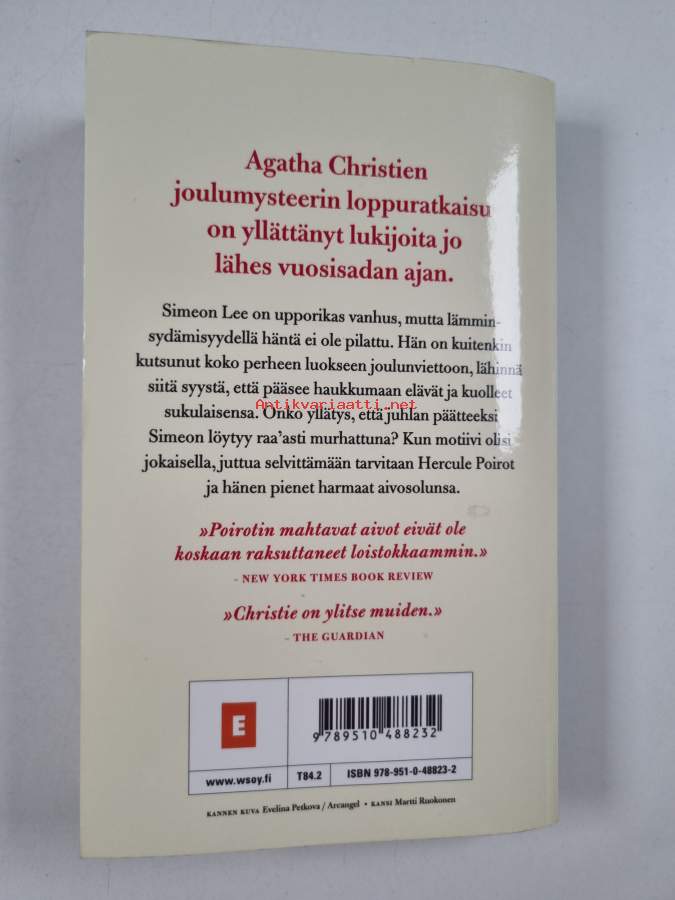 Agatha Christien
joulumysteerin loppuratkaisu
on yllättänyt lukijoita jo
lähes vuosisadan ajan.
Simeon Lee on upporikas vanhus, mutta lämmin-
sydämisyydellä häntä ei ole pilattu. Hän on kuitenkin
kutsunut koko perheen luokseen joulunviettoon, lähinnä
siitä syystä, että pääsee haukkumaan elävät ja kuolleet
sukulaisensa. Onko yllätys, että juhlan päätteeksi
Antikvariaatti.net
Simeon löytyy raa'asti murhattuna? Kun motiivi olisi
jokaisella, juttua selvittämään tarvitaan Hercule Poirot
ja hänen pienet harmaat aivosolunsa.
»Poirotin mahtavat aivot eivät ole
koskaan raksuttaneet loistokkaammin.»
- NEW YORK TIMES BOOK REVIEW
»Christie on ylitse muiden.»
- THE GUARDIAN
E
9 789510 488232
www.wsoy.fi T84.2 ISBN 978-951-0-48823-2
KANNEN KUVA Evelina Petkova / Arcangel • KANSI Martti Ruokonen